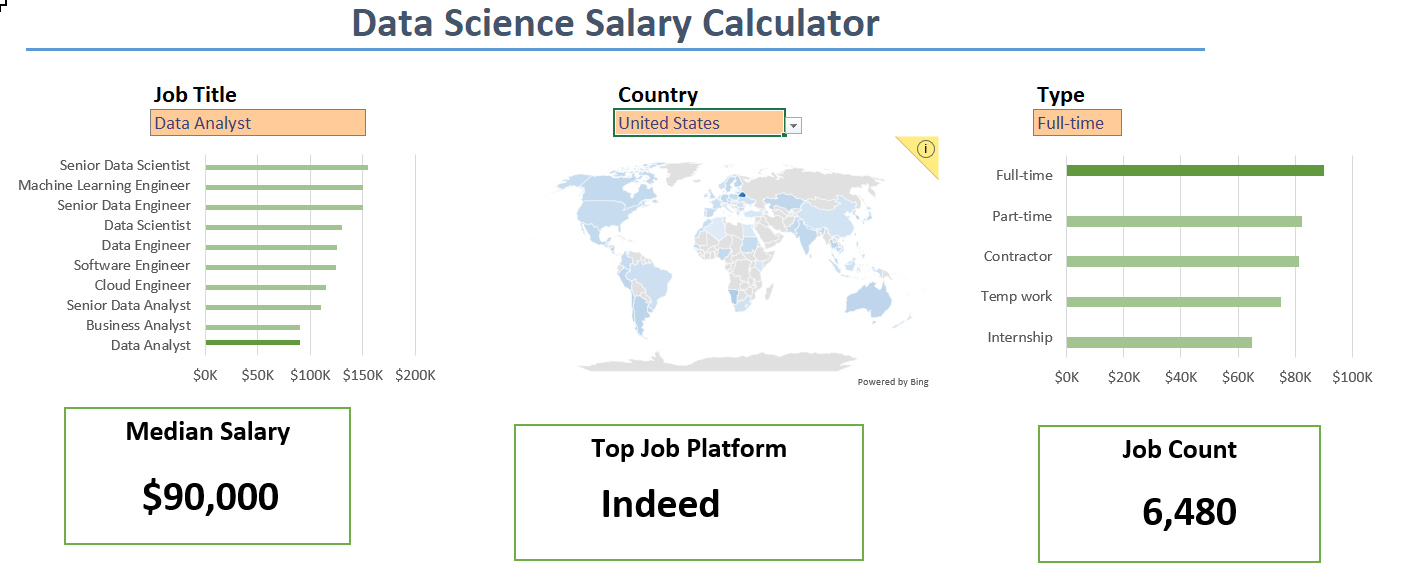 Data Science Salary Calculator
Job Title
Data Analyst
Country
United States
Type
Full-time
Senior Data Scientist
Machine Learning Engineer
Senior Data Engineer
Data Scientist
Data Engineer
Software Engineer
Cloud Engineer
Senior Data Analyst
Business Analyst
Data Analyst
$0K $50K $100K $150K $200K
i
Powered by Bing
Full-time
Part-time
Contractor
Temp work
Internship
$0K $20K $40K $60K $80K $100K
Median Salary
$90,000
Top Job Platform
Indeed
Job Count
6,480